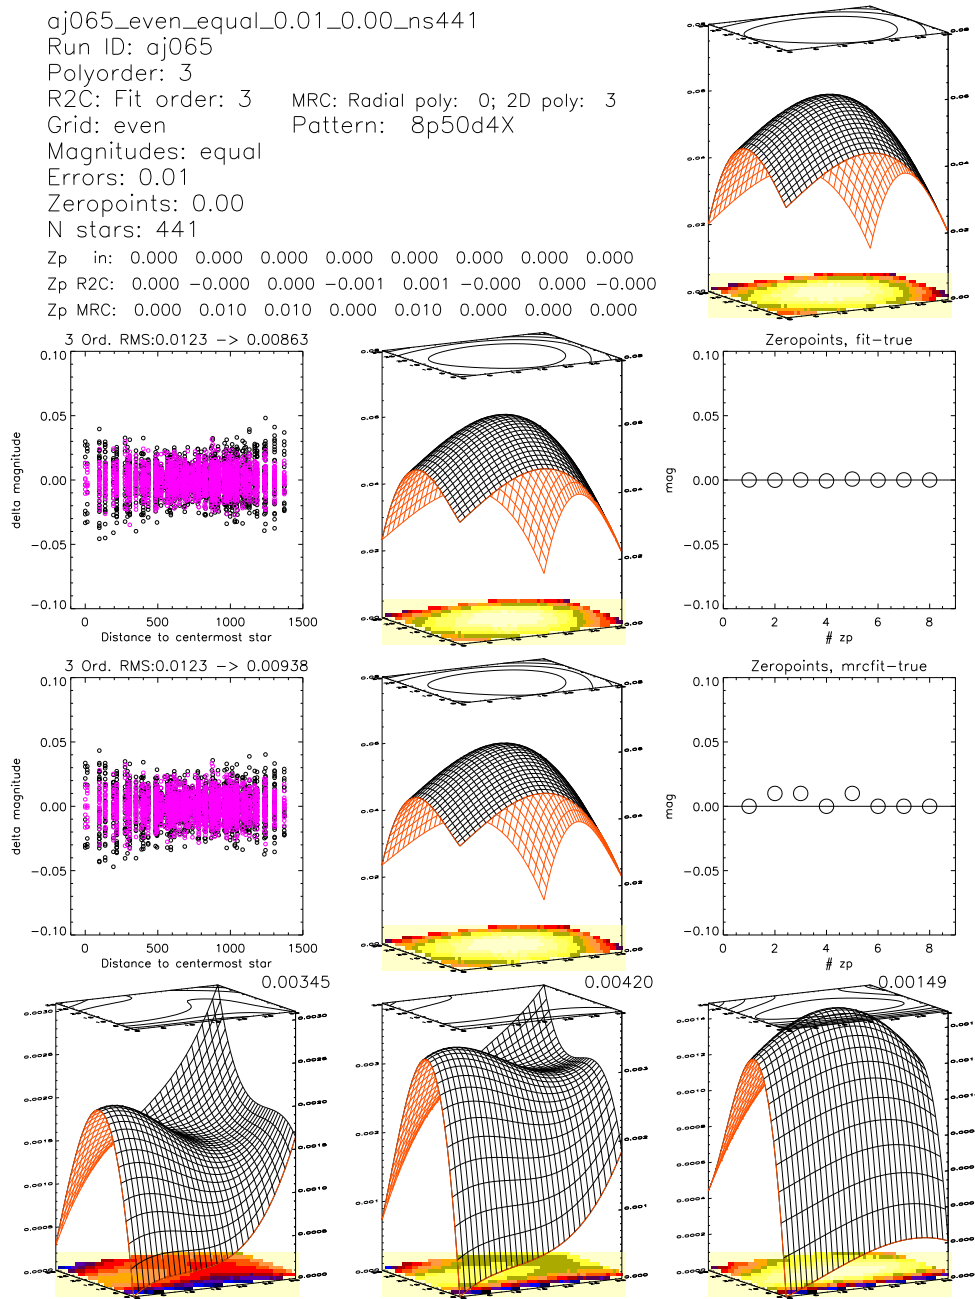 aj065_even_equal_0.01_0.00_ns441
Run ID: aj065
Polyorder: 3
R2C: Fit order: 3 MRC: Radial poly: 0; 2D poly: 3
Grid: even Pattern: 8p50d4X
Magnitudes: equal
Errors: 0.01
Zeropoints: 0.00
N stars: 441
Zp in: 0.000 0.000 0.000 0.000 0.000 0.000 0.000 0.000
Zp R2C: 0.000 -0.000 0.000 -0.001 0.001 -0.000 0.000 -0.000
Zp MRC: 0.000 0.010 0.010 0.000 0.010 0.000 0.000 0.000
3 Ord. RMS:0.0123 -> 0.00863
0.10
0.05
0.00
-0.05
-0.10
delta magnitude
0 500 1000 1500
Distance to centermost star
Zeropoints, fit-true
0.10
0.05
0.00
-0.05
-0.10
mag
0 2 4 6 8
# zp
3 Ord. RMS:0.0123 -> 0.00938
0.10
0.05
0.00
-0.05
-0.10
delta magnitude
0 500 1000 1500
Distance to centermost star
Zeropoints, mrcfit-true
0.10
0.05
0.00
-0.05
-0.10
mag
0 2 4 6 8
# zp
0.00345
0.00420
0.00149